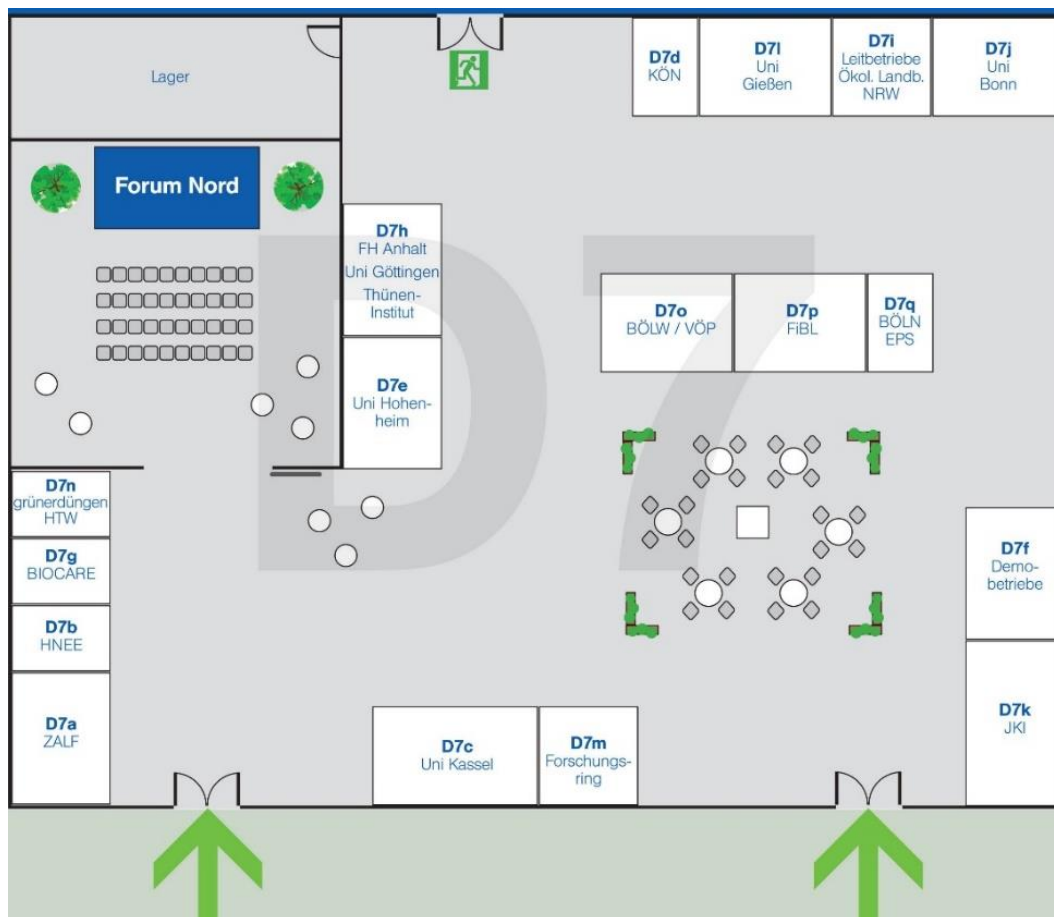 Lager
Forum Nord
D7
D7d
KÖN
D7l
Uni
Gießen
D7i
Leitbetriebe
Ökol. Landb.
NRW
D7j
Uni
Bonn
D7h
FH Anhalt
Uni Göttingen
Thünen-
Institut
D7e
Uni Hohen-
heim
D7o
BÖLW / VÖP
D7p
FiBL
D7q
BÖLN
EPS
D7n
grünerdüngen
HTW
D7g
BIOCARE
D7b
HNEE
D7a
ZALF
D7f
Demo-
betriebe
D7k
JKI
D7c
Uni Kassel
D7m
Forschungs-
ring